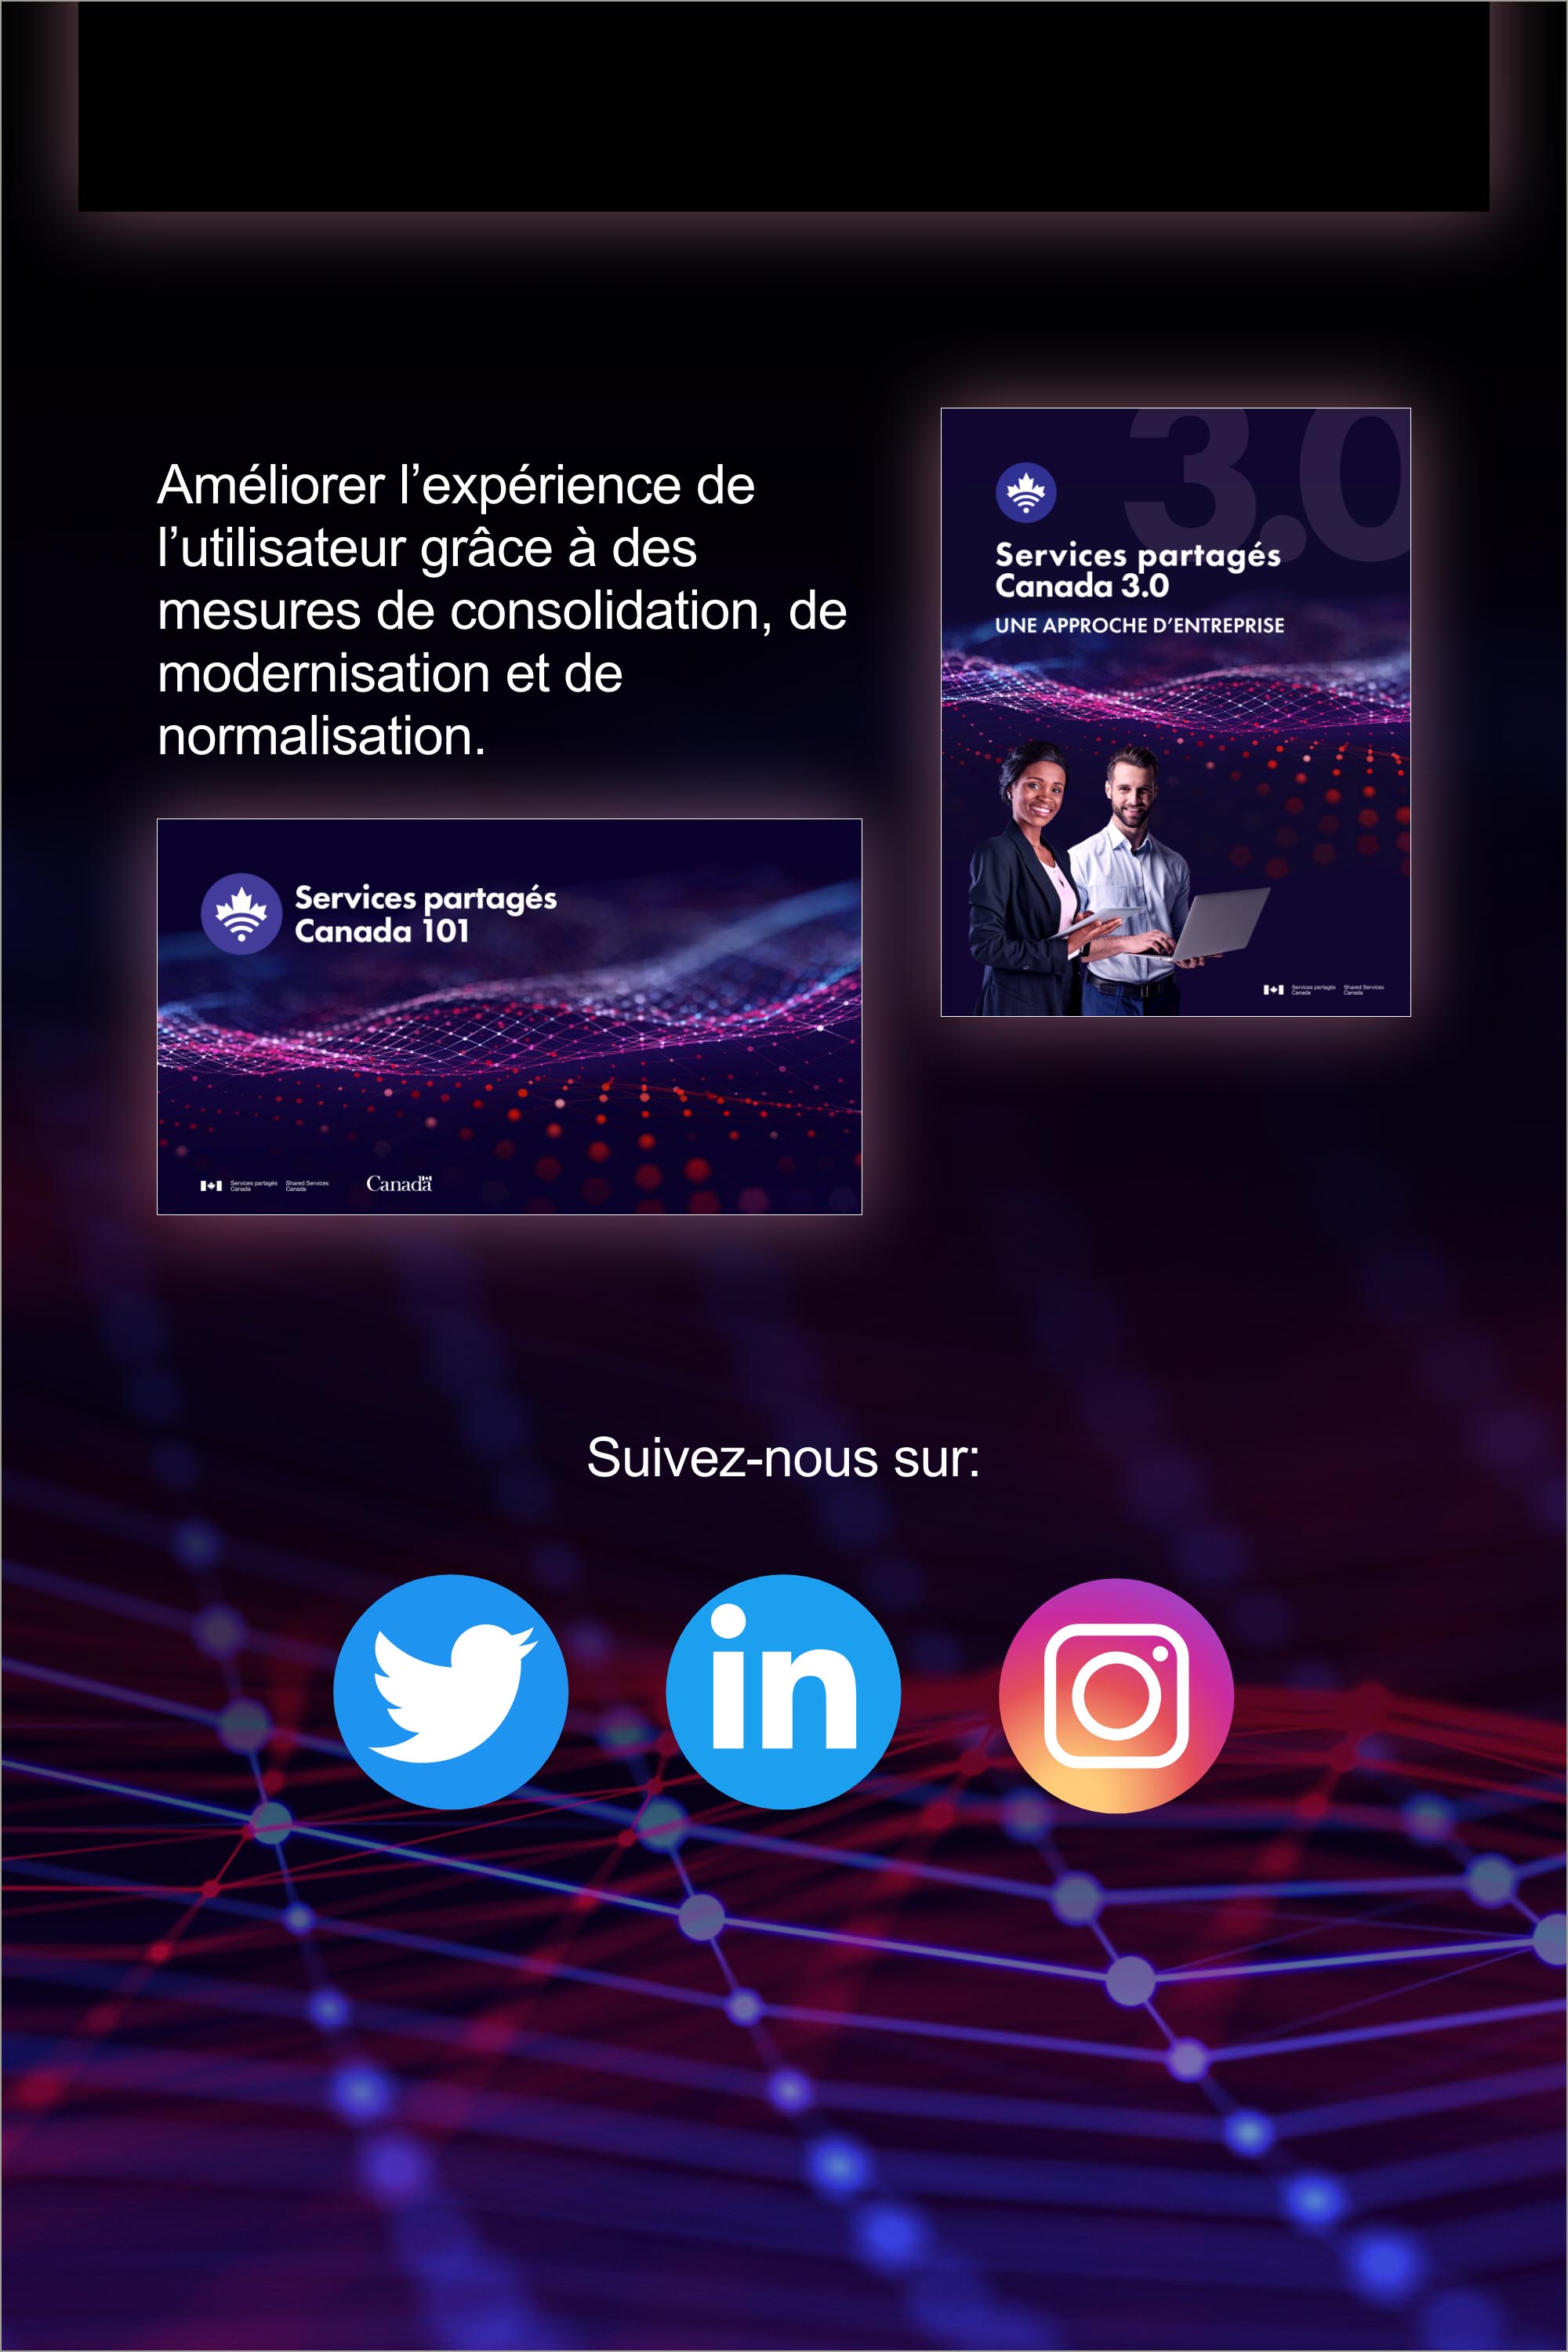 Améliorer l’expérience de
l’utilisateur grâce à des
mesures de consolidation, de
modernisation et de
normalisation.
3.0
Services partagés
Canada 3.0
UNE APPROCHE D’ENTREPRISE
Services partagés
Canada
Shared Services
Canada
Services partagés
Canada 101
Services partagés
Canada
Shared Services
Canada
Canada
Suivez-nous sur:
in